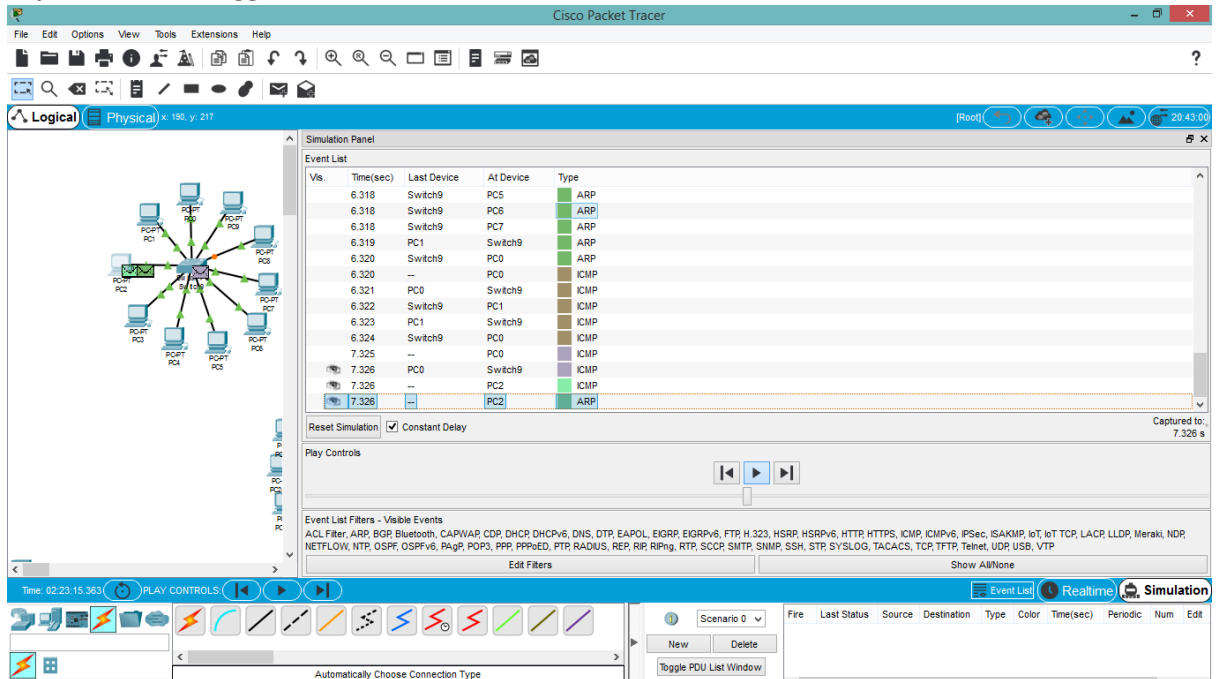 Cisco Packet Tracer
File Edit Options View Tools Extensions Help
?
Logical Physical x: 190, y: 217 [Root] 20:43:00
Simulation Panel
Event List
Vis. Time(sec) Last Device At Device Type
6.318 Switch9 PC5 ARP
6.318 Switch9 PC6 ARP
6.318 Switch9 PC7 ARP
6.319 PC1 Switch9 ARP
6.320 Switch9 PC0 ARP
6.320 -- PC0 ICMP
6.321 PC0 Switch9 ICMP
6.322 Switch9 PC1 ICMP
6.323 PC1 Switch9 ICMP
6.324 Switch9 PC0 ICMP
7.325 -- PC0 ICMP
7.326 PC0 Switch9 ICMP
7.326 -- PC2 ICMP
7.326 -- PC2 ARP
PC-PT
PC0
PC-PT
PC9
PC-PT
PC1
PC-PT
PC8
PC-PT
PC2
Switch9
PC-PT
PC7
PC-PT
PC3
PC-PT
PC6
PC-PT
PC4
PC-PT
PC5
Reset Simulation Constant Delay
Captured to:
7.326 s
Play Controls
Event List Filters - Visible Events
ACL Filter, ARP, BGP, Bluetooth, CAPWAP, CDP, DHCP, DHCPv6, DNS, DTP, EAPOL, EIGRP, EIGRPv6, FTP, H.323, HSRP, HSRPv6, HTTP, HTTPS, ICMP, ICMPv6, IPSec, ISAKMP, IoT, IoT TCP, LACP, LLDP, Meraki, NDP,
NETFLOW, NTP, OSPF, OSPFv6, PAgP, POP3, PPP, PPPoED, PTP, RADIUS, REP, RIP, RIPng, RTP, SCCP, SMTP, SNMP, SSH, STP, SYSLOG, TACACS, TCP, TFTP, Telnet, UDP, USB, VTP
Edit Filters Show All/None
Time: 02:23:15.363 PLAY CONTROLS: Event List Realtime Simulation
Scenario 0
New Delete
Toggle PDU List Window
Fire Last Status Source Destination Type Color Time(sec) Periodic Num Edit
Automatically Choose Connection Type